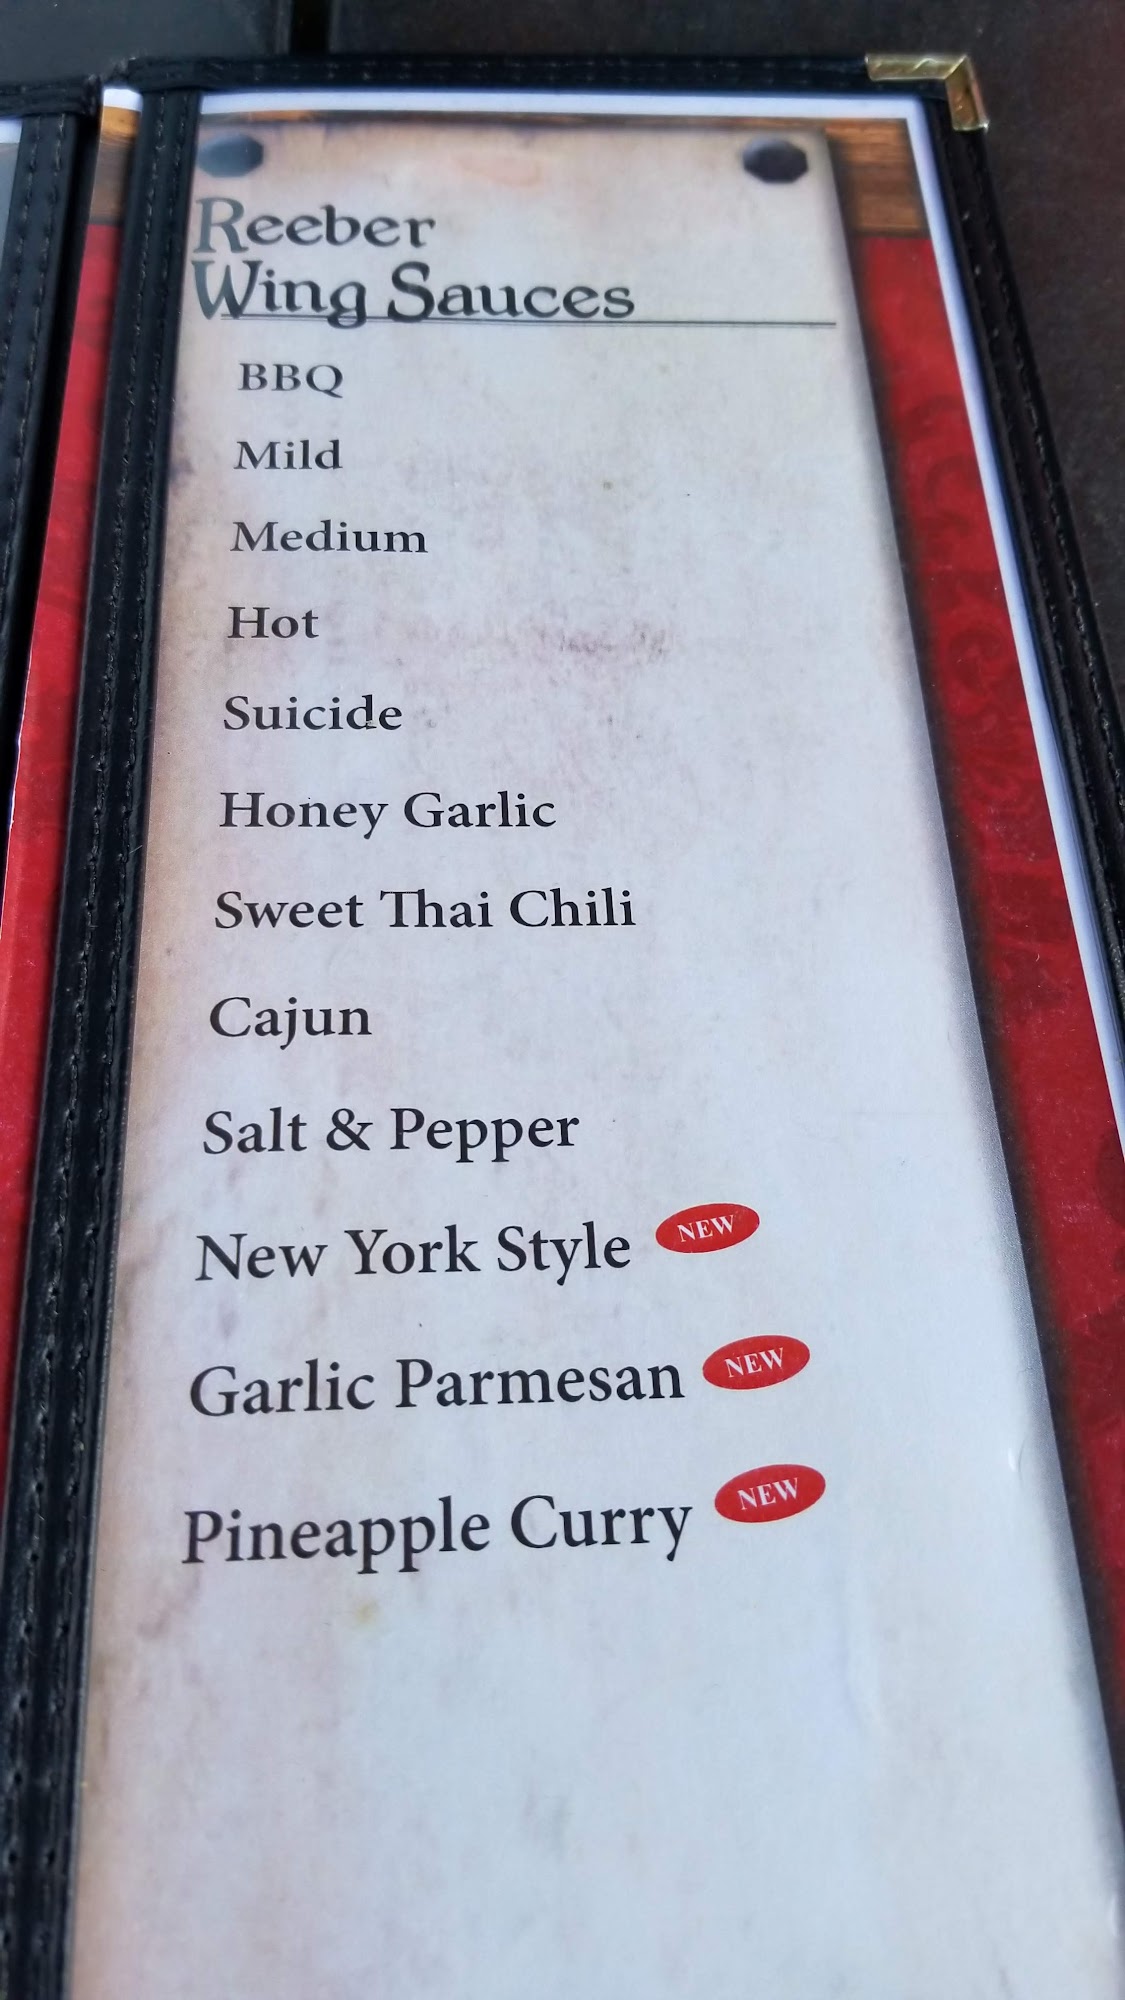 Reeber
Wing Sauces
BBQ
Mild
Medium
Hot
Suicide
Honey Garlic
Sweet Thai Chili
Cajun
Salt & Pepper
New York Style NEW
Garlic Parmesan NEW
Pineapple Curry NEW